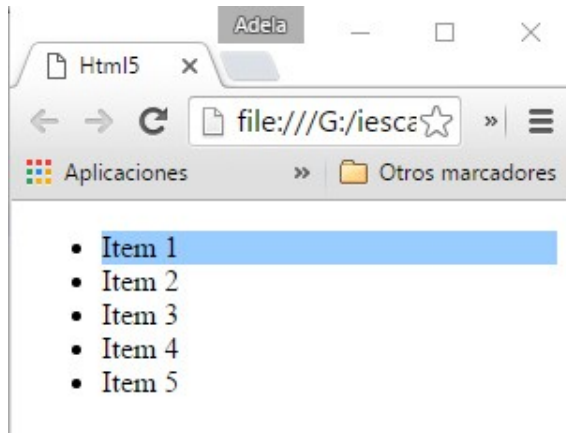 Adela
Html5
file:///G:/iesca
Aplicaciones » Otros marcadores
Item 1
Item 2
Item 3
Item 4
Item 5